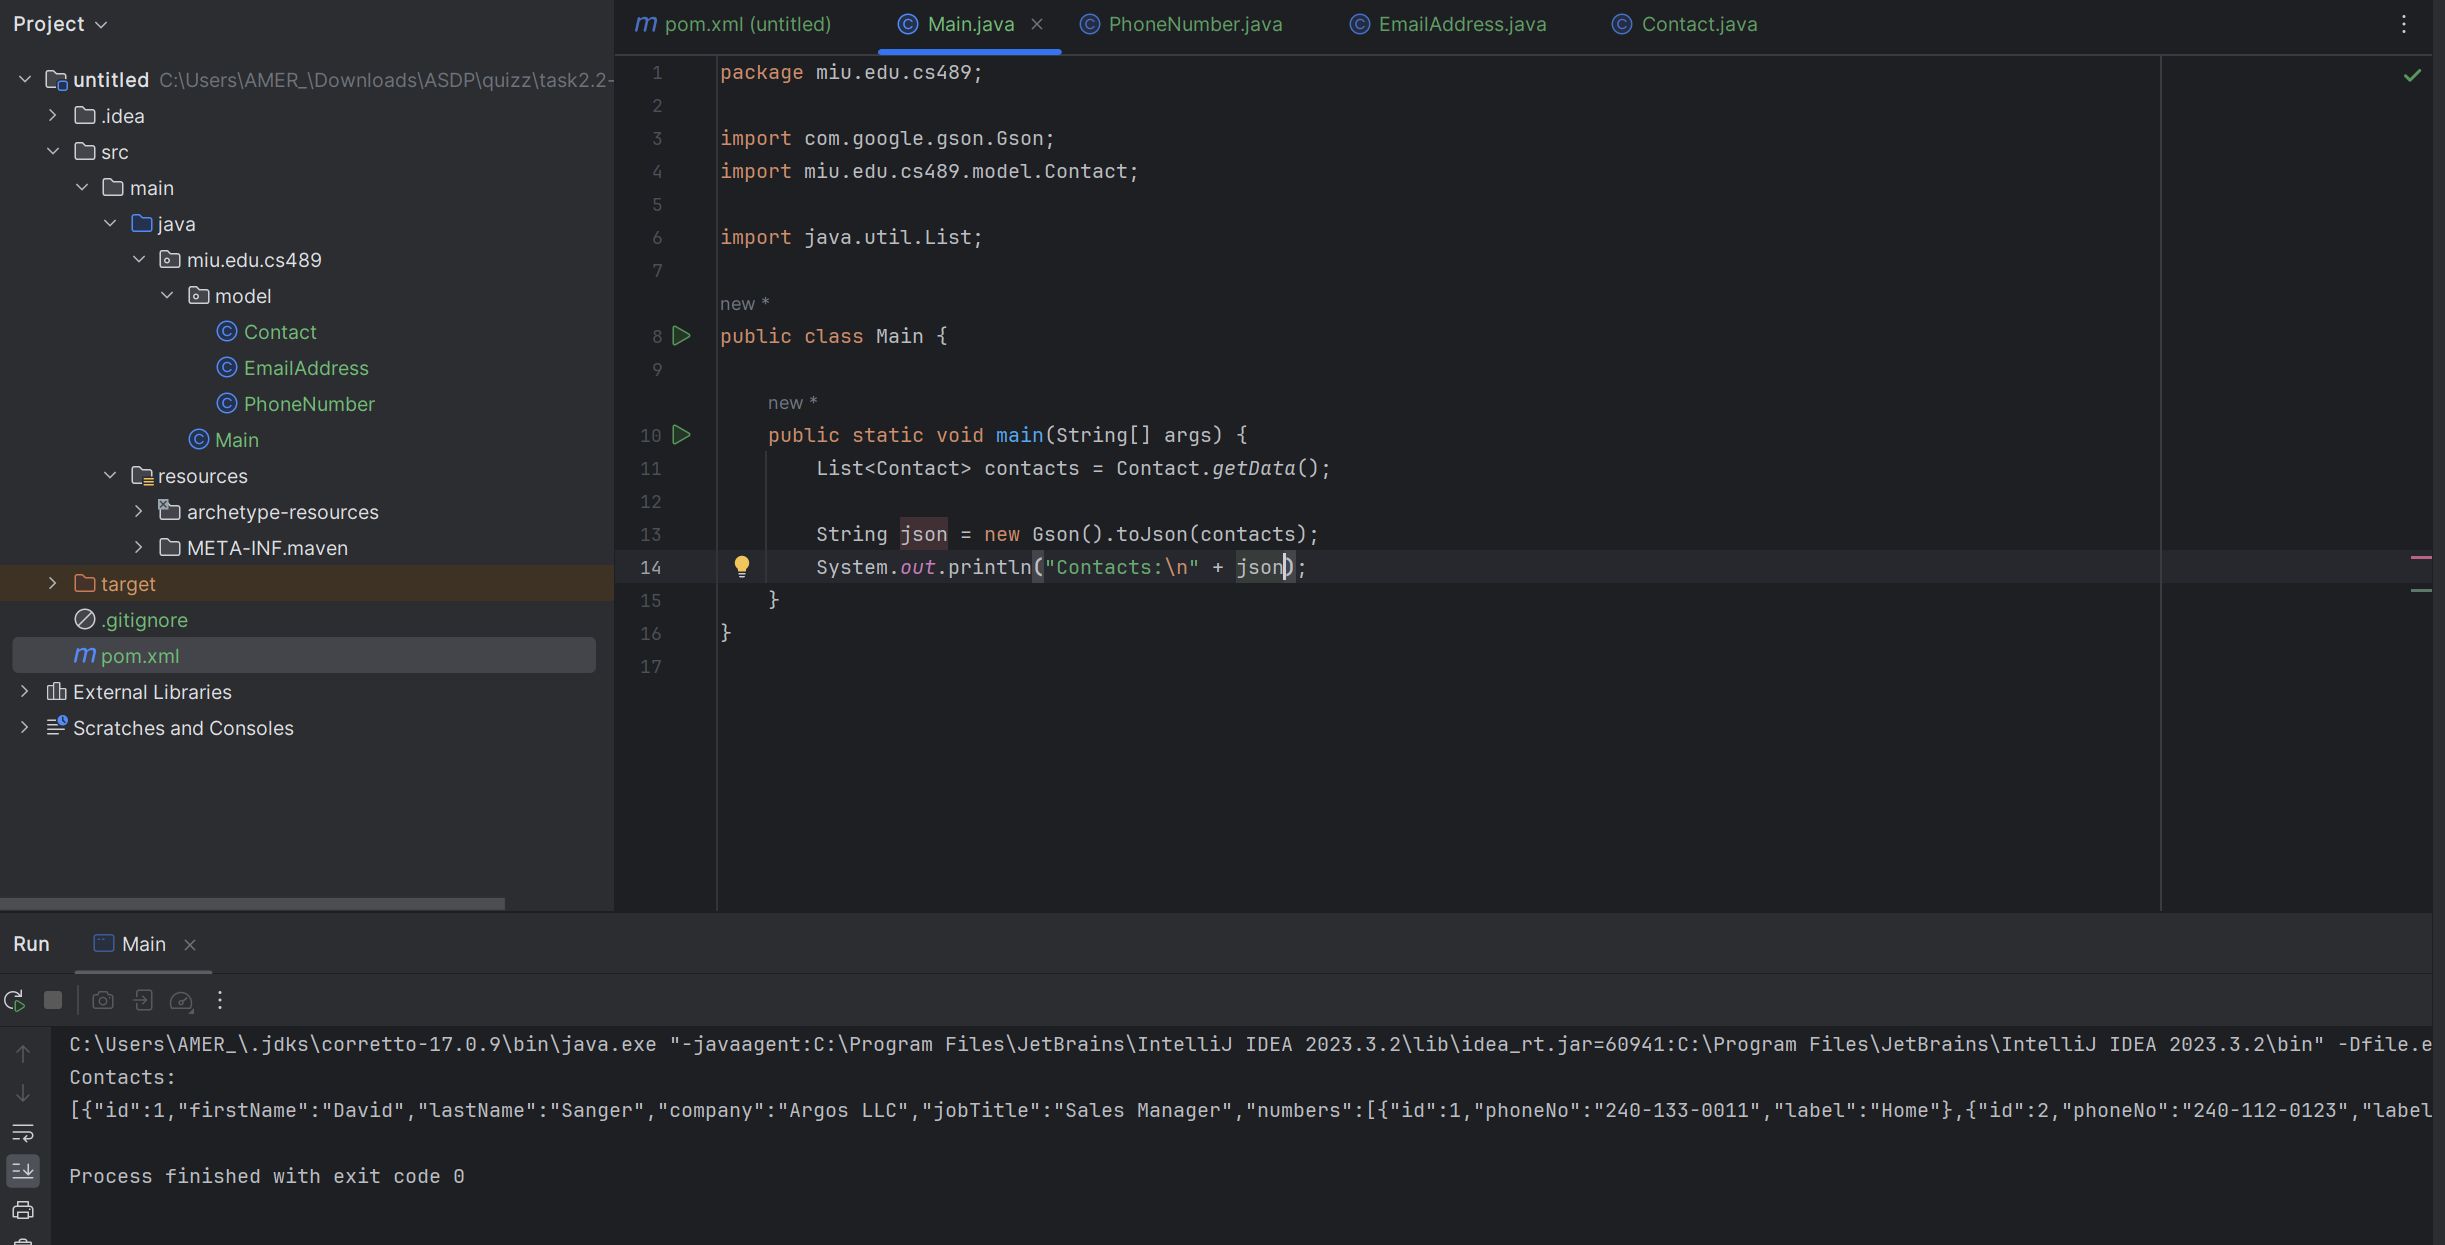 Project
untitled C:\Users\AMER_\Downloads\ASDP\quizz\task2.2-
.idea
src
main
java
miu.edu.cs489
model
Contact
EmailAddress
PhoneNumber
Main
resources
archetype-resources
META-INF.maven
target
.gitignore
m pom.xml
External Libraries
Scratches and Consoles
m pom.xml (untitled) C Main.java C PhoneNumber.java C EmailAddress.java C Contact.java
1 package miu.edu.cs489;
2
3 import com.google.gson.Gson;
4 import miu.edu.cs489.model.Contact;
5
6 import java.util.List;
7
new *
8 public class Main {
9
new *
10 public static void main(String[] args) {
11 List<Contact> contacts = Contact.getData();
12
13 String json = new Gson().toJson(contacts);
14 System.out.println("Contacts:\n" + json);
15 }
16 }
17
Run Main
C:\Users\AMER_\.jdks\corretto-17.0.9\bin\java.exe "-javaagent:C:\Program Files\JetBrains\IntelliJ IDEA 2023.3.2\lib\idea_rt.jar=60941:C:\Program Files\JetBrains\IntelliJ IDEA 2023.3.2\bin" -Dfile.e
Contacts:
[{"id":1,"firstName":"David","lastName":"Sanger","company":"Argos LLC","jobTitle":"Sales Manager","numbers":[{"id":1,"phoneNo":"240-133-0011","label":"Home"},{"id":2,"phoneNo":"240-112-0123","label
Process finished with exit code 0